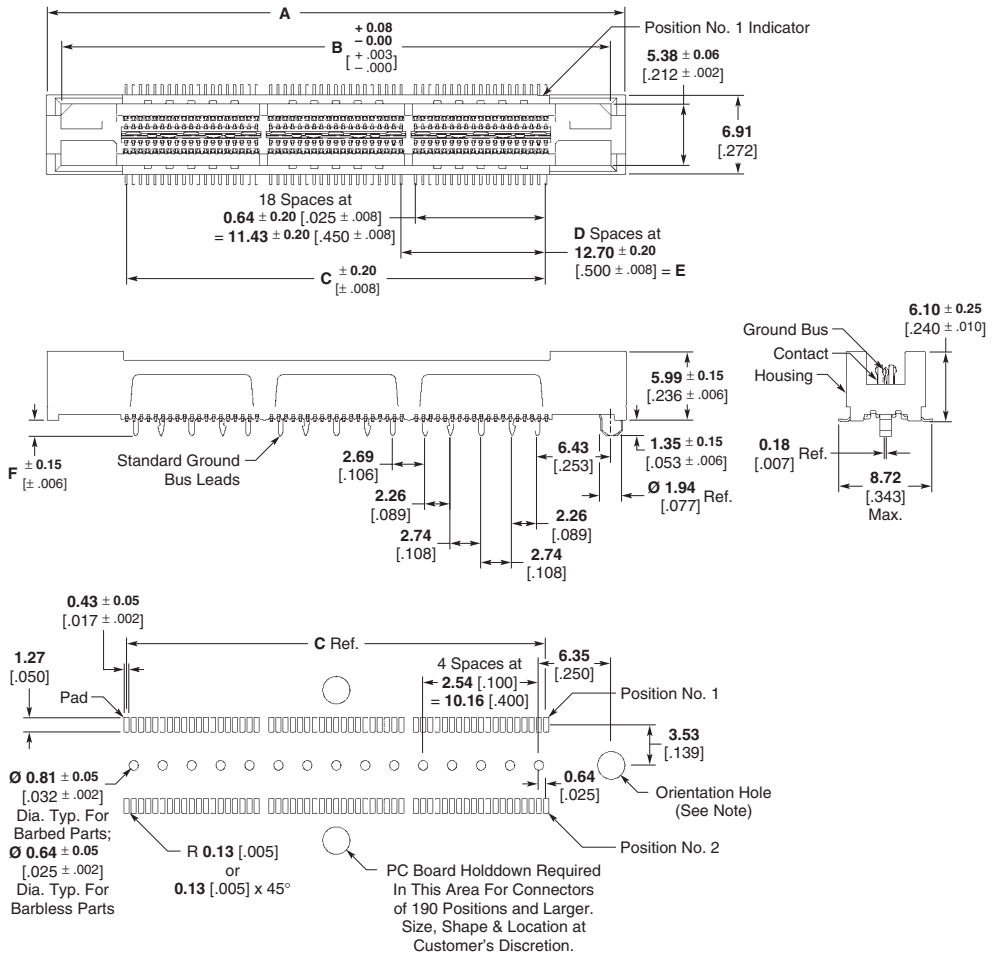 A
+ 0.08
– 0.00
B
[ + .003
– .000 ]
Position No. 1 Indicator
5.38 ± 0.06
[.212 ± .002]
6.91
[.272]
18 Spaces at
0.64 ± 0.20 [.025 ± .008]
= 11.43 ± 0.20 [.450 ± .008]
D Spaces at
12.70 ± 0.20
[.500 ± .008] = E
C ± 0.20
[± .008]
6.10 ± 0.25
[.240 ± .010]
Ground Bus
Contact
Housing
5.99 ± 0.15
[.236 ± .006]
F ± 0.15
[± .006]
Standard Ground
Bus Leads
2.69
[.106]
6.43
[.253]
1.35 ± 0.15
[.053 ± .006]
0.18
[.007]
Ref.
8.72
[.343]
Max.
Ø 1.94
[.077]
Ref.
2.26
[.089]
2.26
[.089]
2.74
[.108]
2.74
[.108]
0.43 ± 0.05
[.017 ± .002]
C Ref.
1.27
[.050]
Pad
4 Spaces at
2.54 [.100]
= 10.16 [.400]
6.35
[.250]
Position No. 1
3.53
[.139]
Ø 0.81 ± 0.05
[.032 ± .002]
Dia. Typ. For
Barbed Parts;
Ø 0.64 ± 0.05
[.025 ± .002]
Dia. Typ. For
Barbless Parts
0.64
[.025]
Orientation Hole
(See Note)
Position No. 2
R 0.13 [.005]
or
0.13 [.005] x 45°
PC Board Holddown Required
In This Area For Connectors
of 190 Positions and Larger.
Size, Shape & Location at
Customer's Discretion.